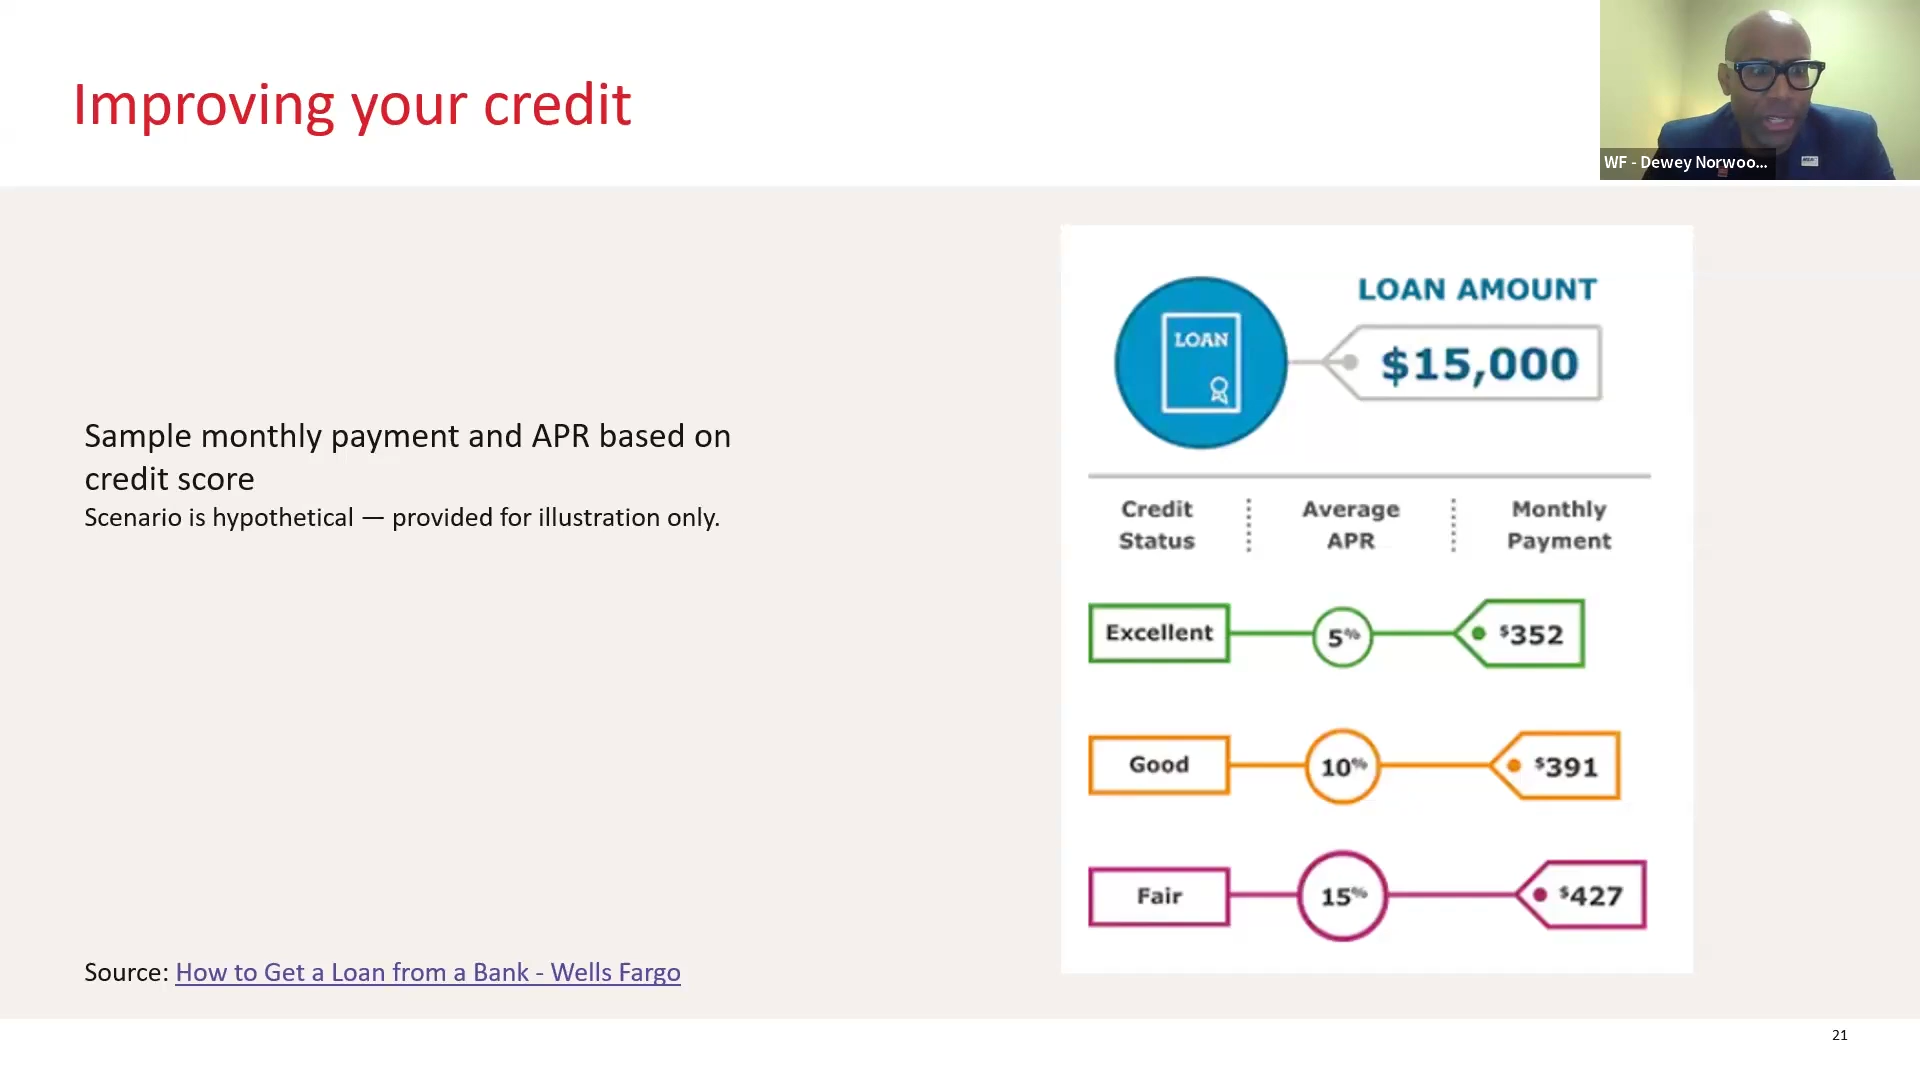 Improving your credit
WF - Dewey Norwoo...
LOAN AMOUNT
LOAN
$15,000
Sample monthly payment and APR based on
credit score
Scenario is hypothetical — provided for illustration only.
Credit Status
Average APR
Monthly Payment
Excellent 5% $352
Good 10% $391
Fair 15% $427
Source: How to Get a Loan from a Bank - Wells Fargo
21